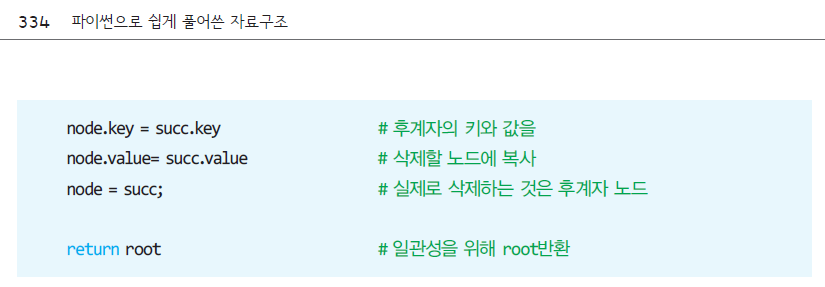 334 파이썬으로 쉽게 풀어쓴 자료구조
node.key = succ.key # 후계자의 키와 값을
node.value= succ.value # 삭제할 노드에 복사
node = succ; # 실제로 삭제하는 것은 후계자 노드
return root # 일관성을 위해 root반환